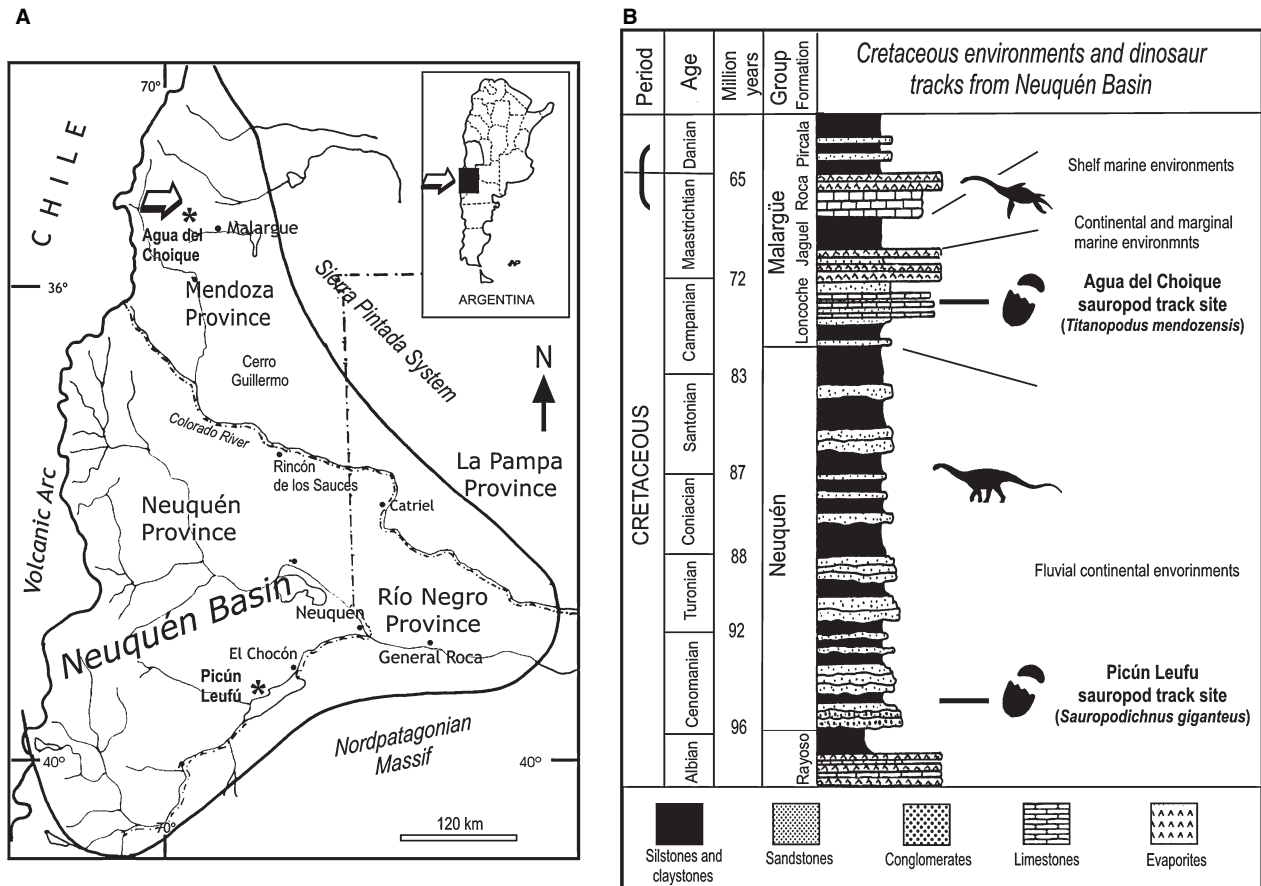 A
70°
CHILE
Agua del
Choique
Malargue
36°
Mendoza
Province
Sierra Pintada System
ARGENTINA
Cerro
Guillermo
N
Colorado River
Rincón
de los Sauces
La Pampa
Province
Catriel
Volcanic Arc
Neuquén
Province
Neuquén Basin
Neuquén
Río Negro
Province
General Roca
El Chocón
Picún
Leufú
Nordpatagonian
Massif
40°
40°
70°
120 km
B
Period
Age
Million
years
Group
Formation
Cretaceous environments and dinosaur
tracks from Neuquén Basin
CRETACEOUS
Danian
Maastrichtian
Campanian
Santonian
Coniacian
Turonian
Cenomanian
Albian
65
72
83
87
88
92
96
Malargüe
Neuquén
Pircala
Roca
Jaguel
Loncoche
Rayoso
Shelf marine environments
Continental and marginal
marine environmnts
Agua del Choique
sauropod track site
(Titanopodus mendozensis)
Fluvial continental envorinments
Picún Leufu
sauropod track site
(Sauropodichnus giganteus)
Silstones and
claystones
Sandstones
Conglomerates
Limestones
Evaporites